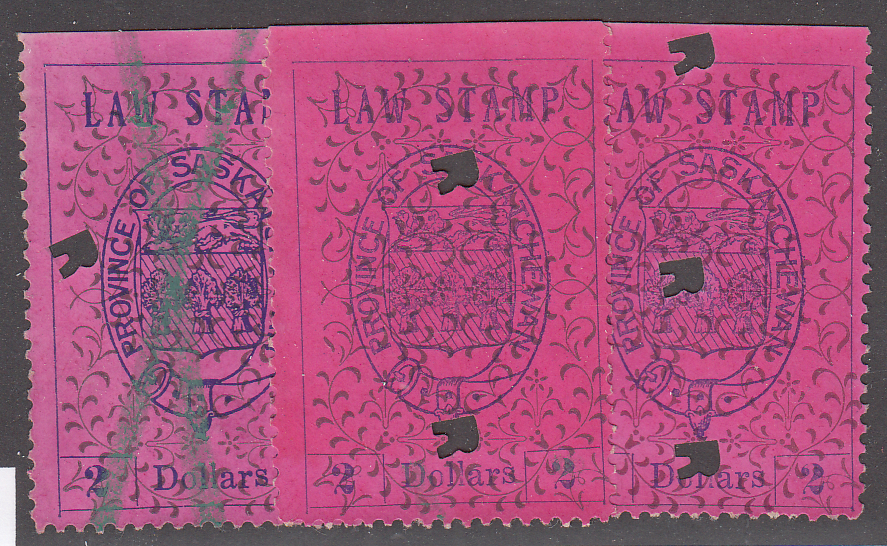 LAW STAMP
PROVINCE OF SASKA
2 Dollars
LAW STAMP
PROVINCE OF SASKATCHEWAN
2 Dollars 2
AW STAMP
PROVINCE OF SASKATCHEWAN
Dollars 2